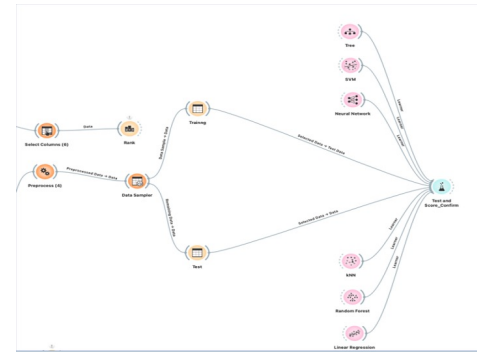 Tree
SVM
Neural Network
Learner
Learner
Learner
Data
Select Columns (6)
Rank
Traineg
Data Sample → Data
Selected Data → Test Data
Preprocess (4)
Preprocessed Data → Data
Data Sampler
Test and
Score_Confirm
Remaining Data → Data
Selected Data → Data
Test
Learner
Learner
Learner
kNN
Random Forest
Linear Regression